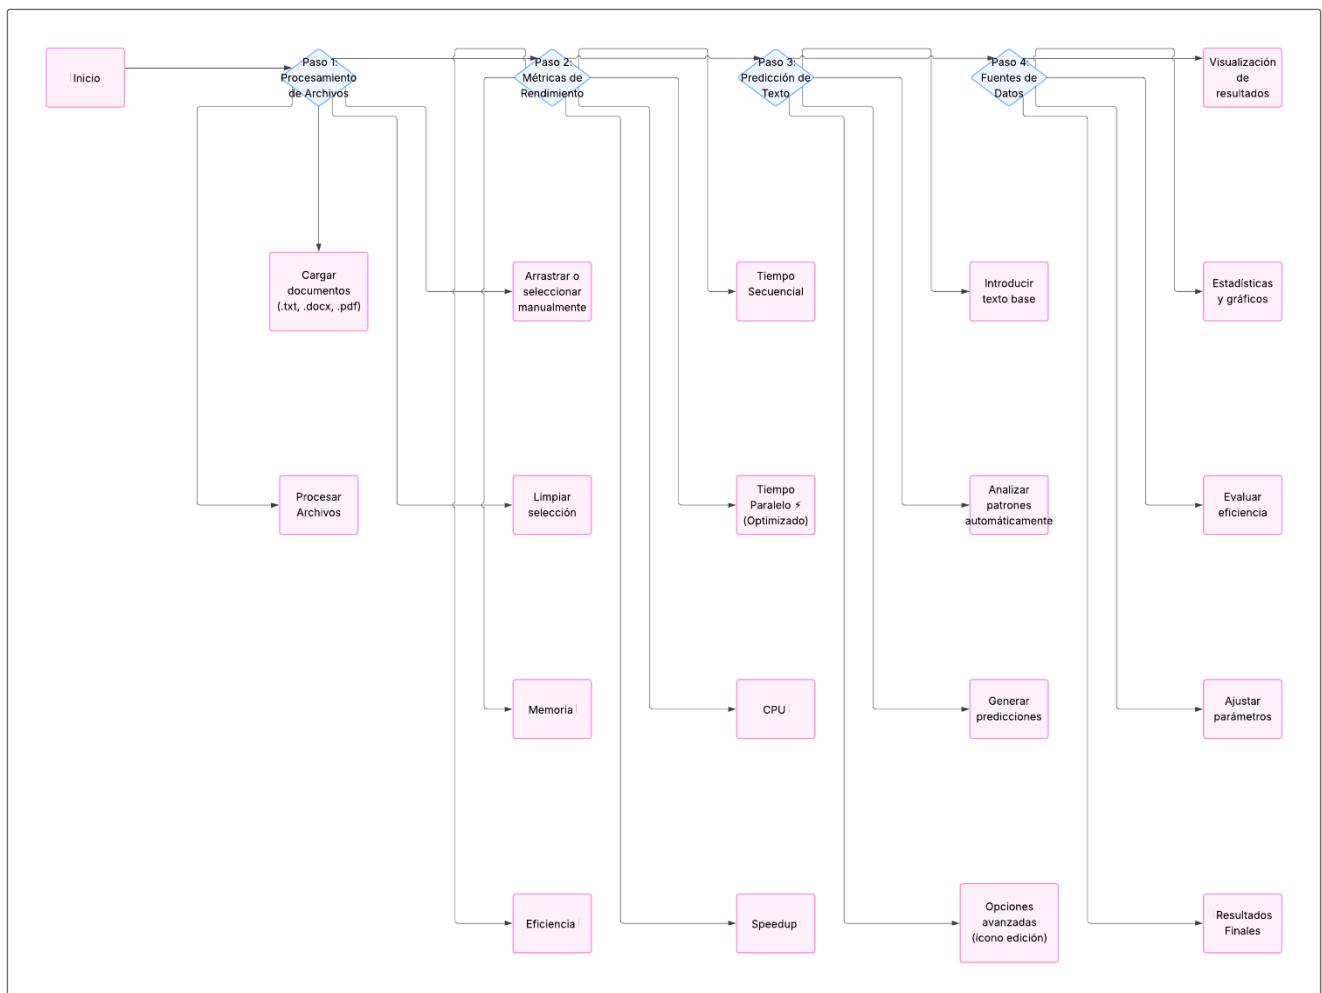 Inicio
Paso 1:
Procesamiento
de Archivos
Paso 2:
Métricas de
Rendimiento
Paso 3:
Predicción de
Texto
Paso 4:
Fuentes de
Datos
Visualización
de
resultados
Cargar
documentos
(.txt, .docx, .pdf)
Arrastrar o
seleccionar
manualmente
Tiempo
Secuencial
Introducir
texto base
Estadísticas
y gráficos
Procesar
Archivos
Limpiar
selección
Tiempo
Paralelo ⚡
(Optimizado)
Analizar
patrones
automáticamente
Evaluar
eficiencia
Memoria
CPU
Generar
predicciones
Ajustar
parámetros
Eficiencia
Speedup
Opciones
avanzadas
(ícono edición)
Resultados
Finales